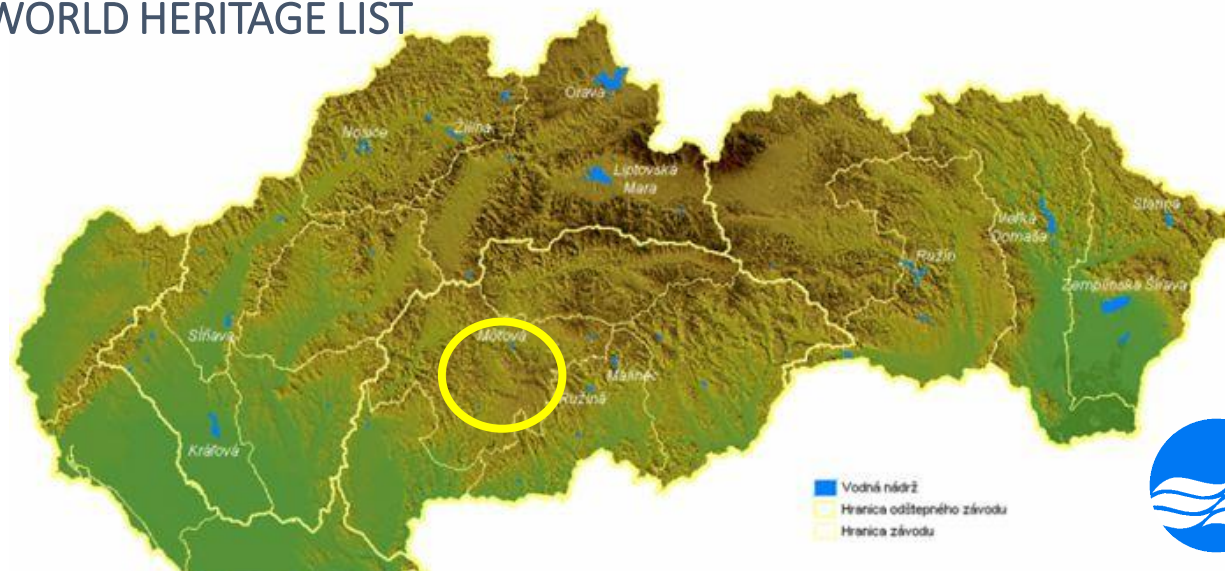 WORLD HERITAGE LIST
Orava
Nosice
Žilina
Liptovská
Mara
Veľká
Domaša
Starina
Ružín
Zemplínska Šírava
Sĺňava
Môťová
Málinec
Ružiná
Kráľová
Vodná nádrž
Hranica odštepného závodu
Hranica závodu